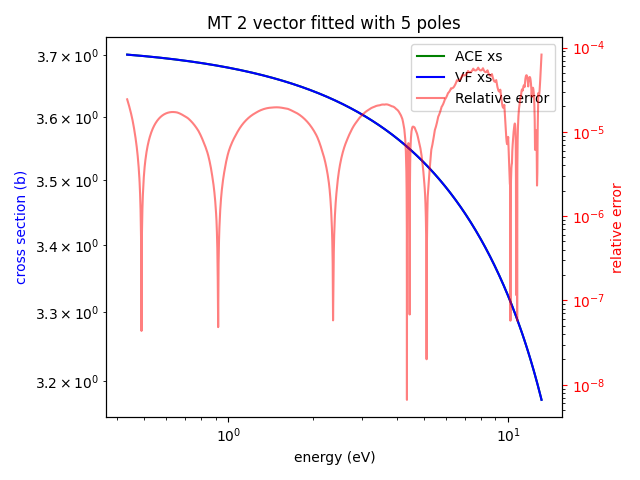 MT 2 vector fitted with 5 poles
ACE xs
VF xs
Relative error
3.7 × 10⁰
3.6 × 10⁰
3.5 × 10⁰
3.4 × 10⁰
3.3 × 10⁰
3.2 × 10⁰
cross section (b)
10⁻⁴
10⁻⁵
10⁻⁶
10⁻⁷
10⁻⁸
relative error
10⁰ 10¹
energy (eV)